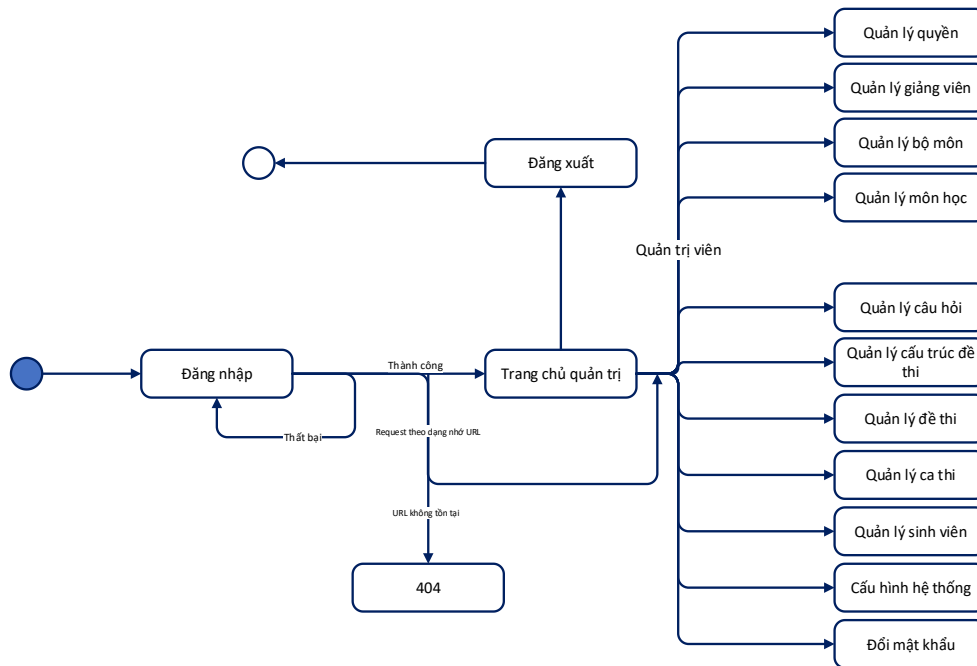 Quản lý quyền
Quản lý giảng viên
Quản lý bộ môn
Đăng xuất
Quản lý môn học
Quản trị viên
Quản lý câu hỏi
Quản lý cấu trúc đề
thi
Thành công
Đăng nhập
Trang chủ quản trị
Quản lý đề thi
Request theo dạng nhớ URL
Thất bại
Quản lý ca thi
URL không tồn tại
Quản lý sinh viên
404
Cấu hình hệ thống
Đổi mật khẩu